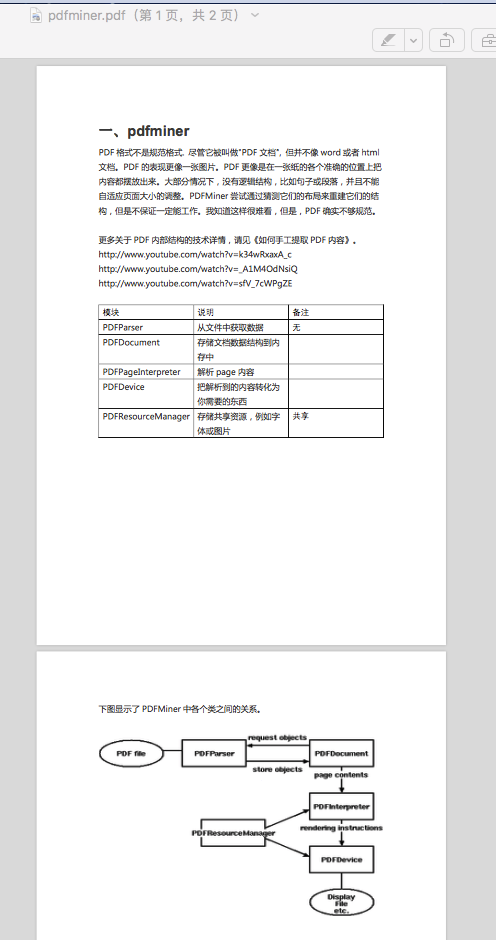 pdfminer.pdf（第 1 页，共 2 页）
一、pdfminer
PDF 格式不是规范格式. 尽管它被叫做"PDF 文档", 但并不像 word 或者 html
文档。PDF 的表现更像一张图片。PDF 更像是在一张纸的各个准确的位置上把
内容都摆放出来。大部分情况下，没有逻辑结构，比如句子或段落，并且不能
自适应页面大小的调整。PDFMiner 尝试通过猜测它们的布局来重建它们的结
构，但是不保证一定能工作。我知道这样很难看，但是，PDF 确实不够规范。
更多关于 PDF 内部结构的技术详情，请见《如何手工提取 PDF 内容》。
http://www.youtube.com/watch?v=k34wRxaxA_c
http://www.youtube.com/watch?v=_A1M4OdNsiQ
http://www.youtube.com/watch?v=sfV_7cWPgZE
模块 说明 备注
PDFParser 从文件中获取数据 无
PDFDocument 存储文档数据结构到内
存中
PDFPageInterpreter 解析 page 内容
PDFDevice 把解析到的内容转化为
你需要的东西
PDFResourceManager 存储共享资源，例如字 共享
体或图片
下图显示了 PDFMiner 中各个类之间的关系。
request objects
PDF file PDFParser PDFDocument
store objects
page contents
PDFInterpreter
PDFResourceManager
rendering instructions
PDFDevice
Display
File
etc.